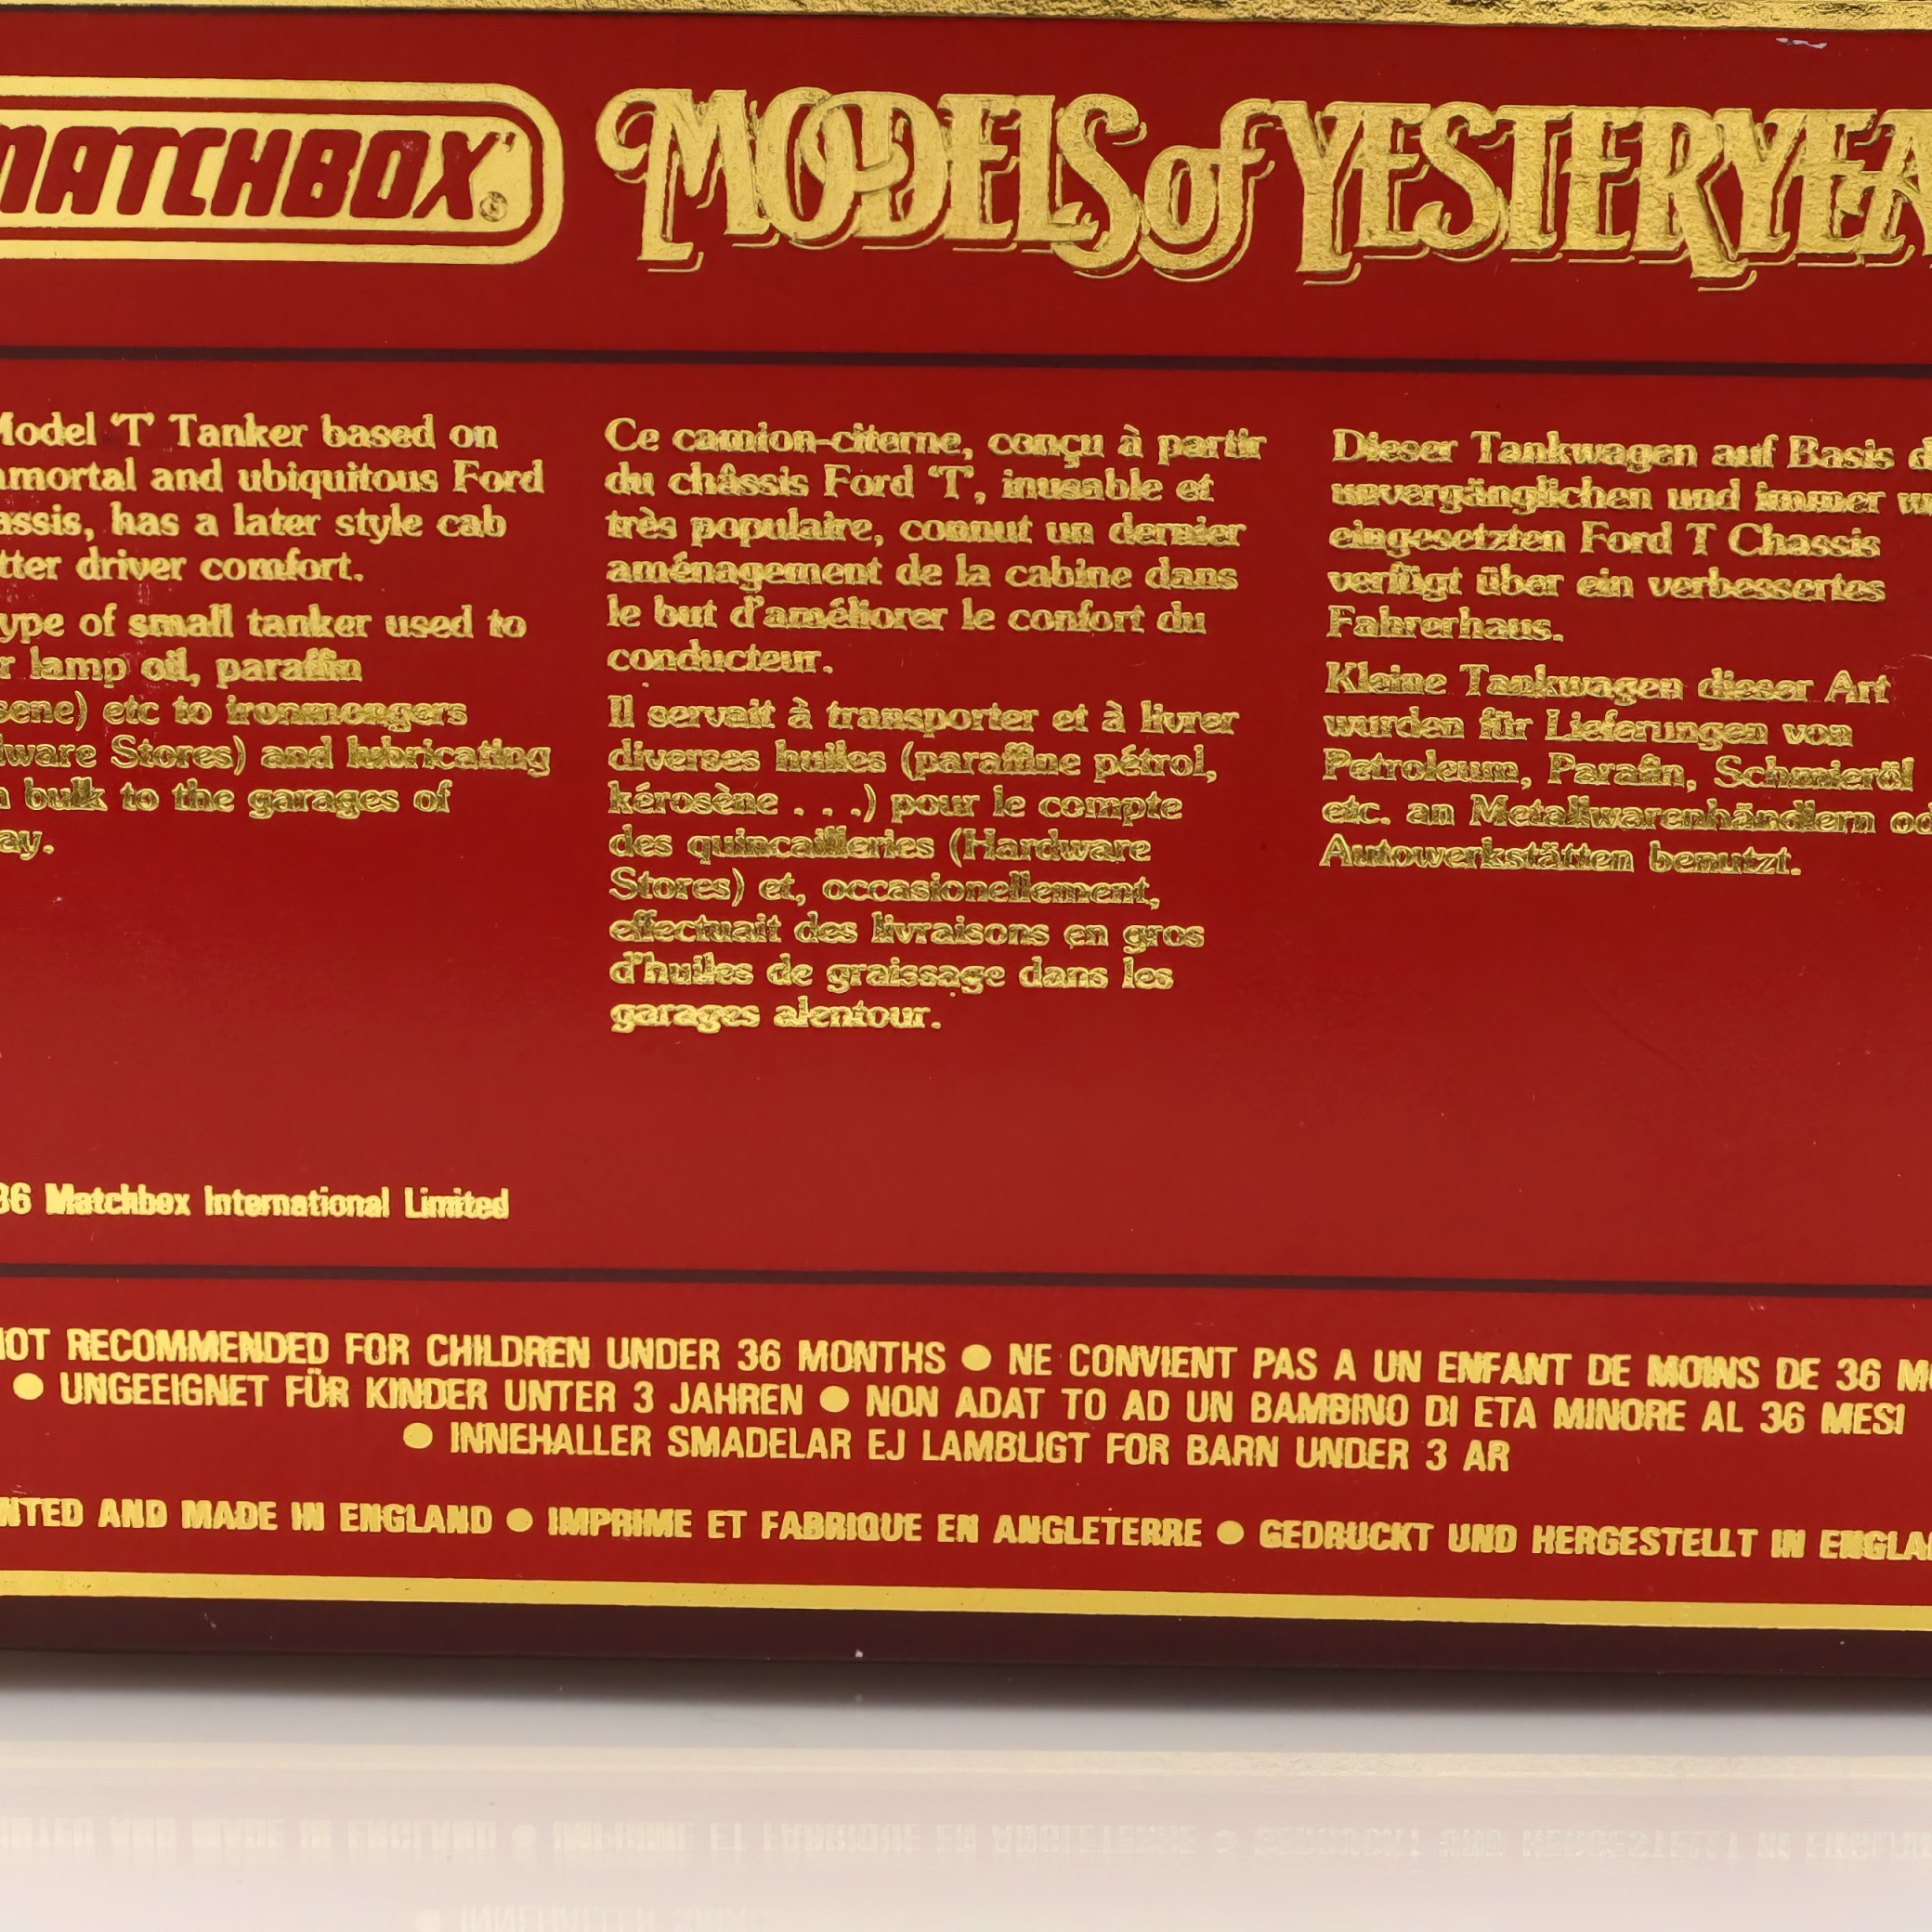 MATCHBOX®
MODELS of YESTERYEA
Model 'T' Tanker based on
mmortal and ubiquitous Ford
assis, has a later style cab
tter driver comfort.
ype of small tanker used to
r lamp oil, paraffin
sene) etc to ironmongers
dware Stores) and lubricating
n bulk to the garages of
ay.
86 Matchbox International Limited
Ce camion-citerne, conçu à partir
du châssis Ford 'T', inusable et
très populaire, connut un dernier
aménagement de la cabine dans
le but d'améliorer le confort du
conducteur.
Il servait à transporter et à livrer
diverses huiles (paraffine pétrol,
kérosène . . .) pour le compte
des quincailleries (Hardware
Stores) et, occasionellement,
effectuait des livraisons en gros
d'huiles de graissage dans les
garages alentour.
Dieser Tankwagen auf Basis d
unvergänglichen und immer w
eingesetzten Ford T Chassis
verfügt über ein verbessertes
Fahrerhaus.
Kleine Tankwagen dieser Art
wurden für Lieferungen von
Petroleum, Parafin, Schmieröl
etc. an Metallwarenhändlern od
Autowerkstätten benutzt.
NOT RECOMMENDED FOR CHILDREN UNDER 36 MONTHS ● NE CONVIENT PAS A UN ENFANT DE MOINS DE 36 MO
● UNGEEIGNET FÜR KINDER UNTER 3 JAHREN ● NON ADAT TO AD UN BAMBINO DI ETA MINORE AL 36 MESI
● INNEHALLER SMADELAR EJ LAMBLIGT FOR BARN UNDER 3 AR
NTED AND MADE IN ENGLAND ● IMPRIME ET FABRIQUE EN ANGLETERRE ● GEDRUCKT UND HERGESTELLT IN ENGLA